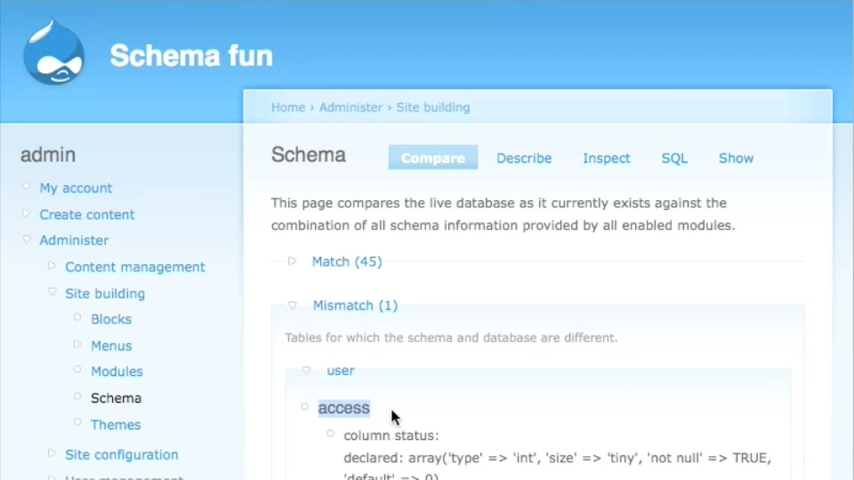 Schema fun
Home › Administer › Site building
admin
My account
Create content
Administer
Content management
Site building
Blocks
Menus
Modules
Schema
Themes
Site configuration
User management
Schema
Compare
Describe
Inspect
SQL
Show
This page compares the live database as it currently exists against the
combination of all schema information provided by all enabled modules.
Match (45)
Mismatch (1)
Tables for which the schema and database are different.
user
access
column status:
declared: array('type' => 'int', 'size' => 'tiny', 'not null' => TRUE,
'default' => 0)